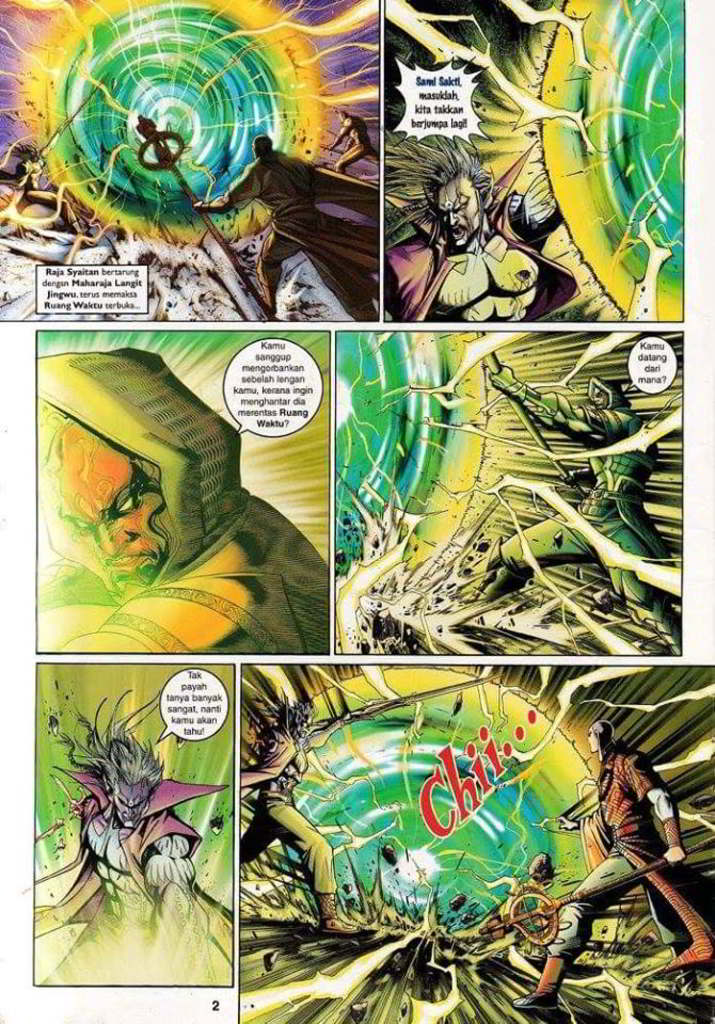 Raja Syaitan bertarung
dengan Maharaja Langit
Jingwu, terus memaksa
Ruang Waktu terbuka...
Sami Sakti,
masuklah,
kita takkan
berjumpa lagi!
Kamu
sanggup
mengorbankan
sebelah lengan
kamu, kerana ingin
menghantar dia
merentas Ruang
Waktu?
Kamu
datang
dari
mana?
Tak
payah
tanya banyak
sangat, nanti
kamu akan
tahu!
Chii...
2